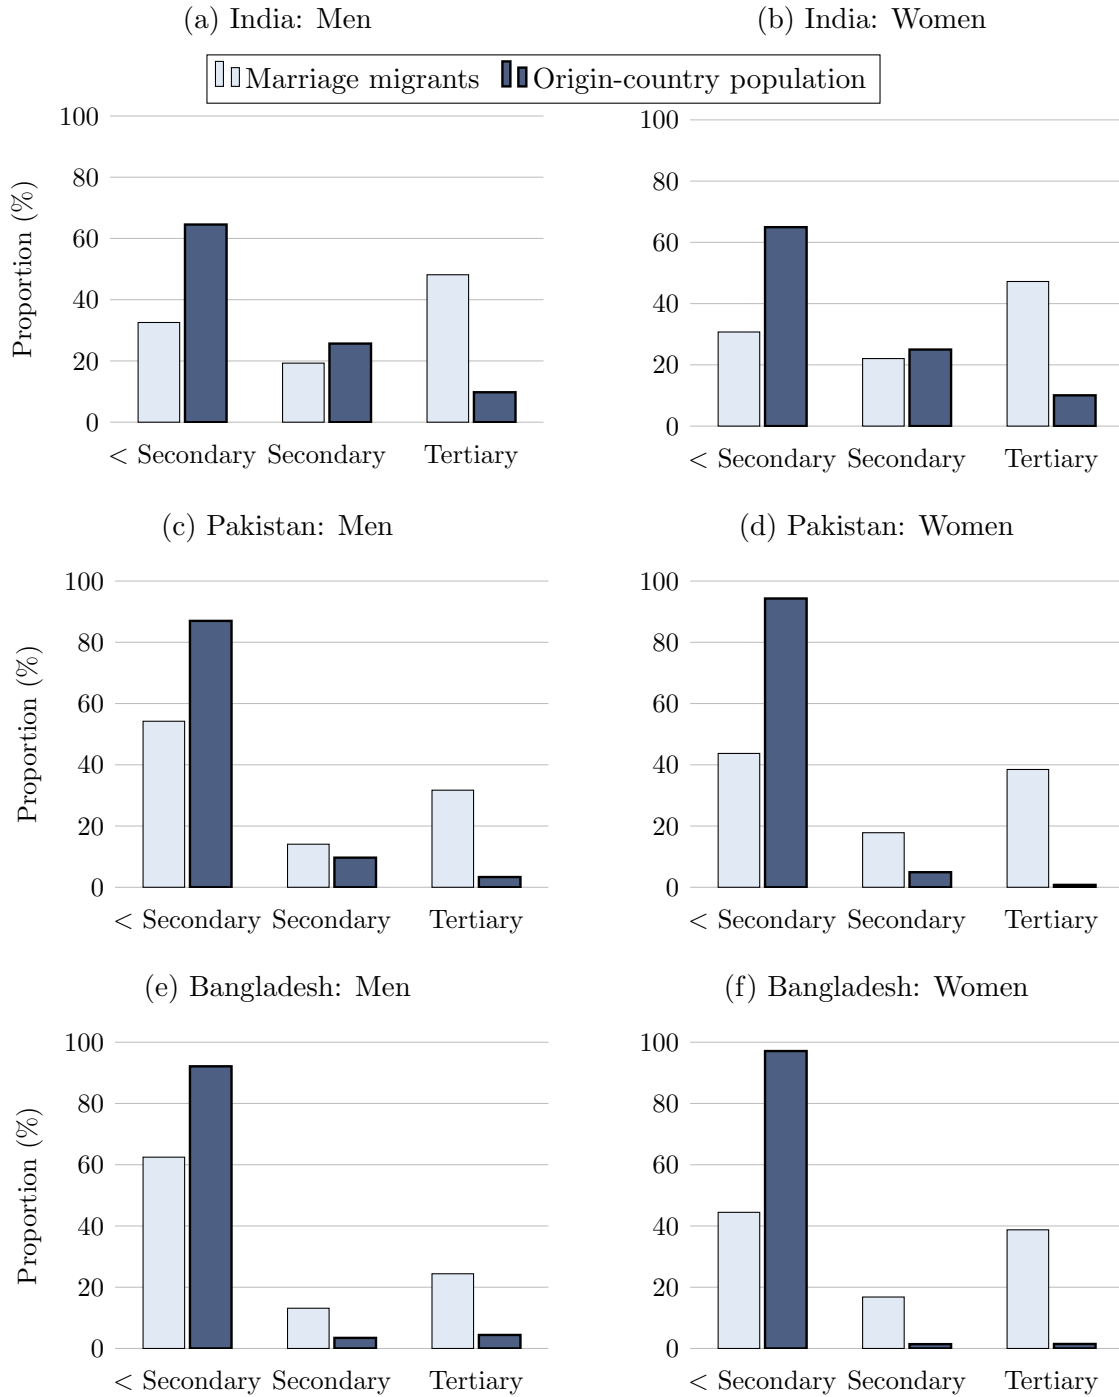 (a) India: Men
(b) India: Women
Marriage migrants
Origin-country population
Proportion (%)
100
80
60
40
20
0
< Secondary Secondary Tertiary
100
80
60
40
20
0
< Secondary Secondary Tertiary
(c) Pakistan: Men
(d) Pakistan: Women
Proportion (%)
100
80
60
40
20
0
< Secondary Secondary Tertiary
100
80
60
40
20
0
< Secondary Secondary Tertiary
(e) Bangladesh: Men
(f) Bangladesh: Women
Proportion (%)
100
80
60
40
20
0
< Secondary Secondary Tertiary
100
80
60
40
20
0
< Secondary Secondary Tertiary